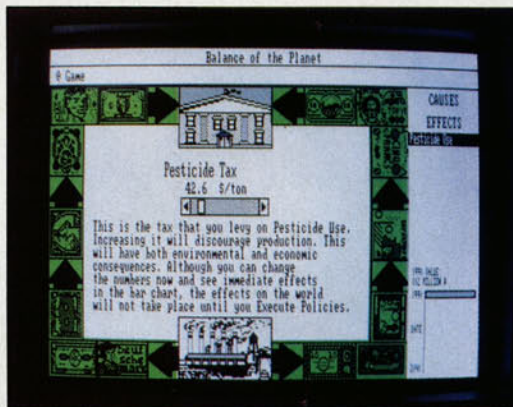 Balance of the Planet
@ Game
CAUSES
EFFECTS
Pesticide Use
Pesticide Tax
42.6 $/ton
This is the tax that you levy on Pesticide Use.
Increasing it will discourage production. This
will have both environmental and economic
consequences. Although you can change
the numbers now and see immediate effects
in the bar chart, the effects on the world
will not take place until you Execute Policies.
1990
DATE